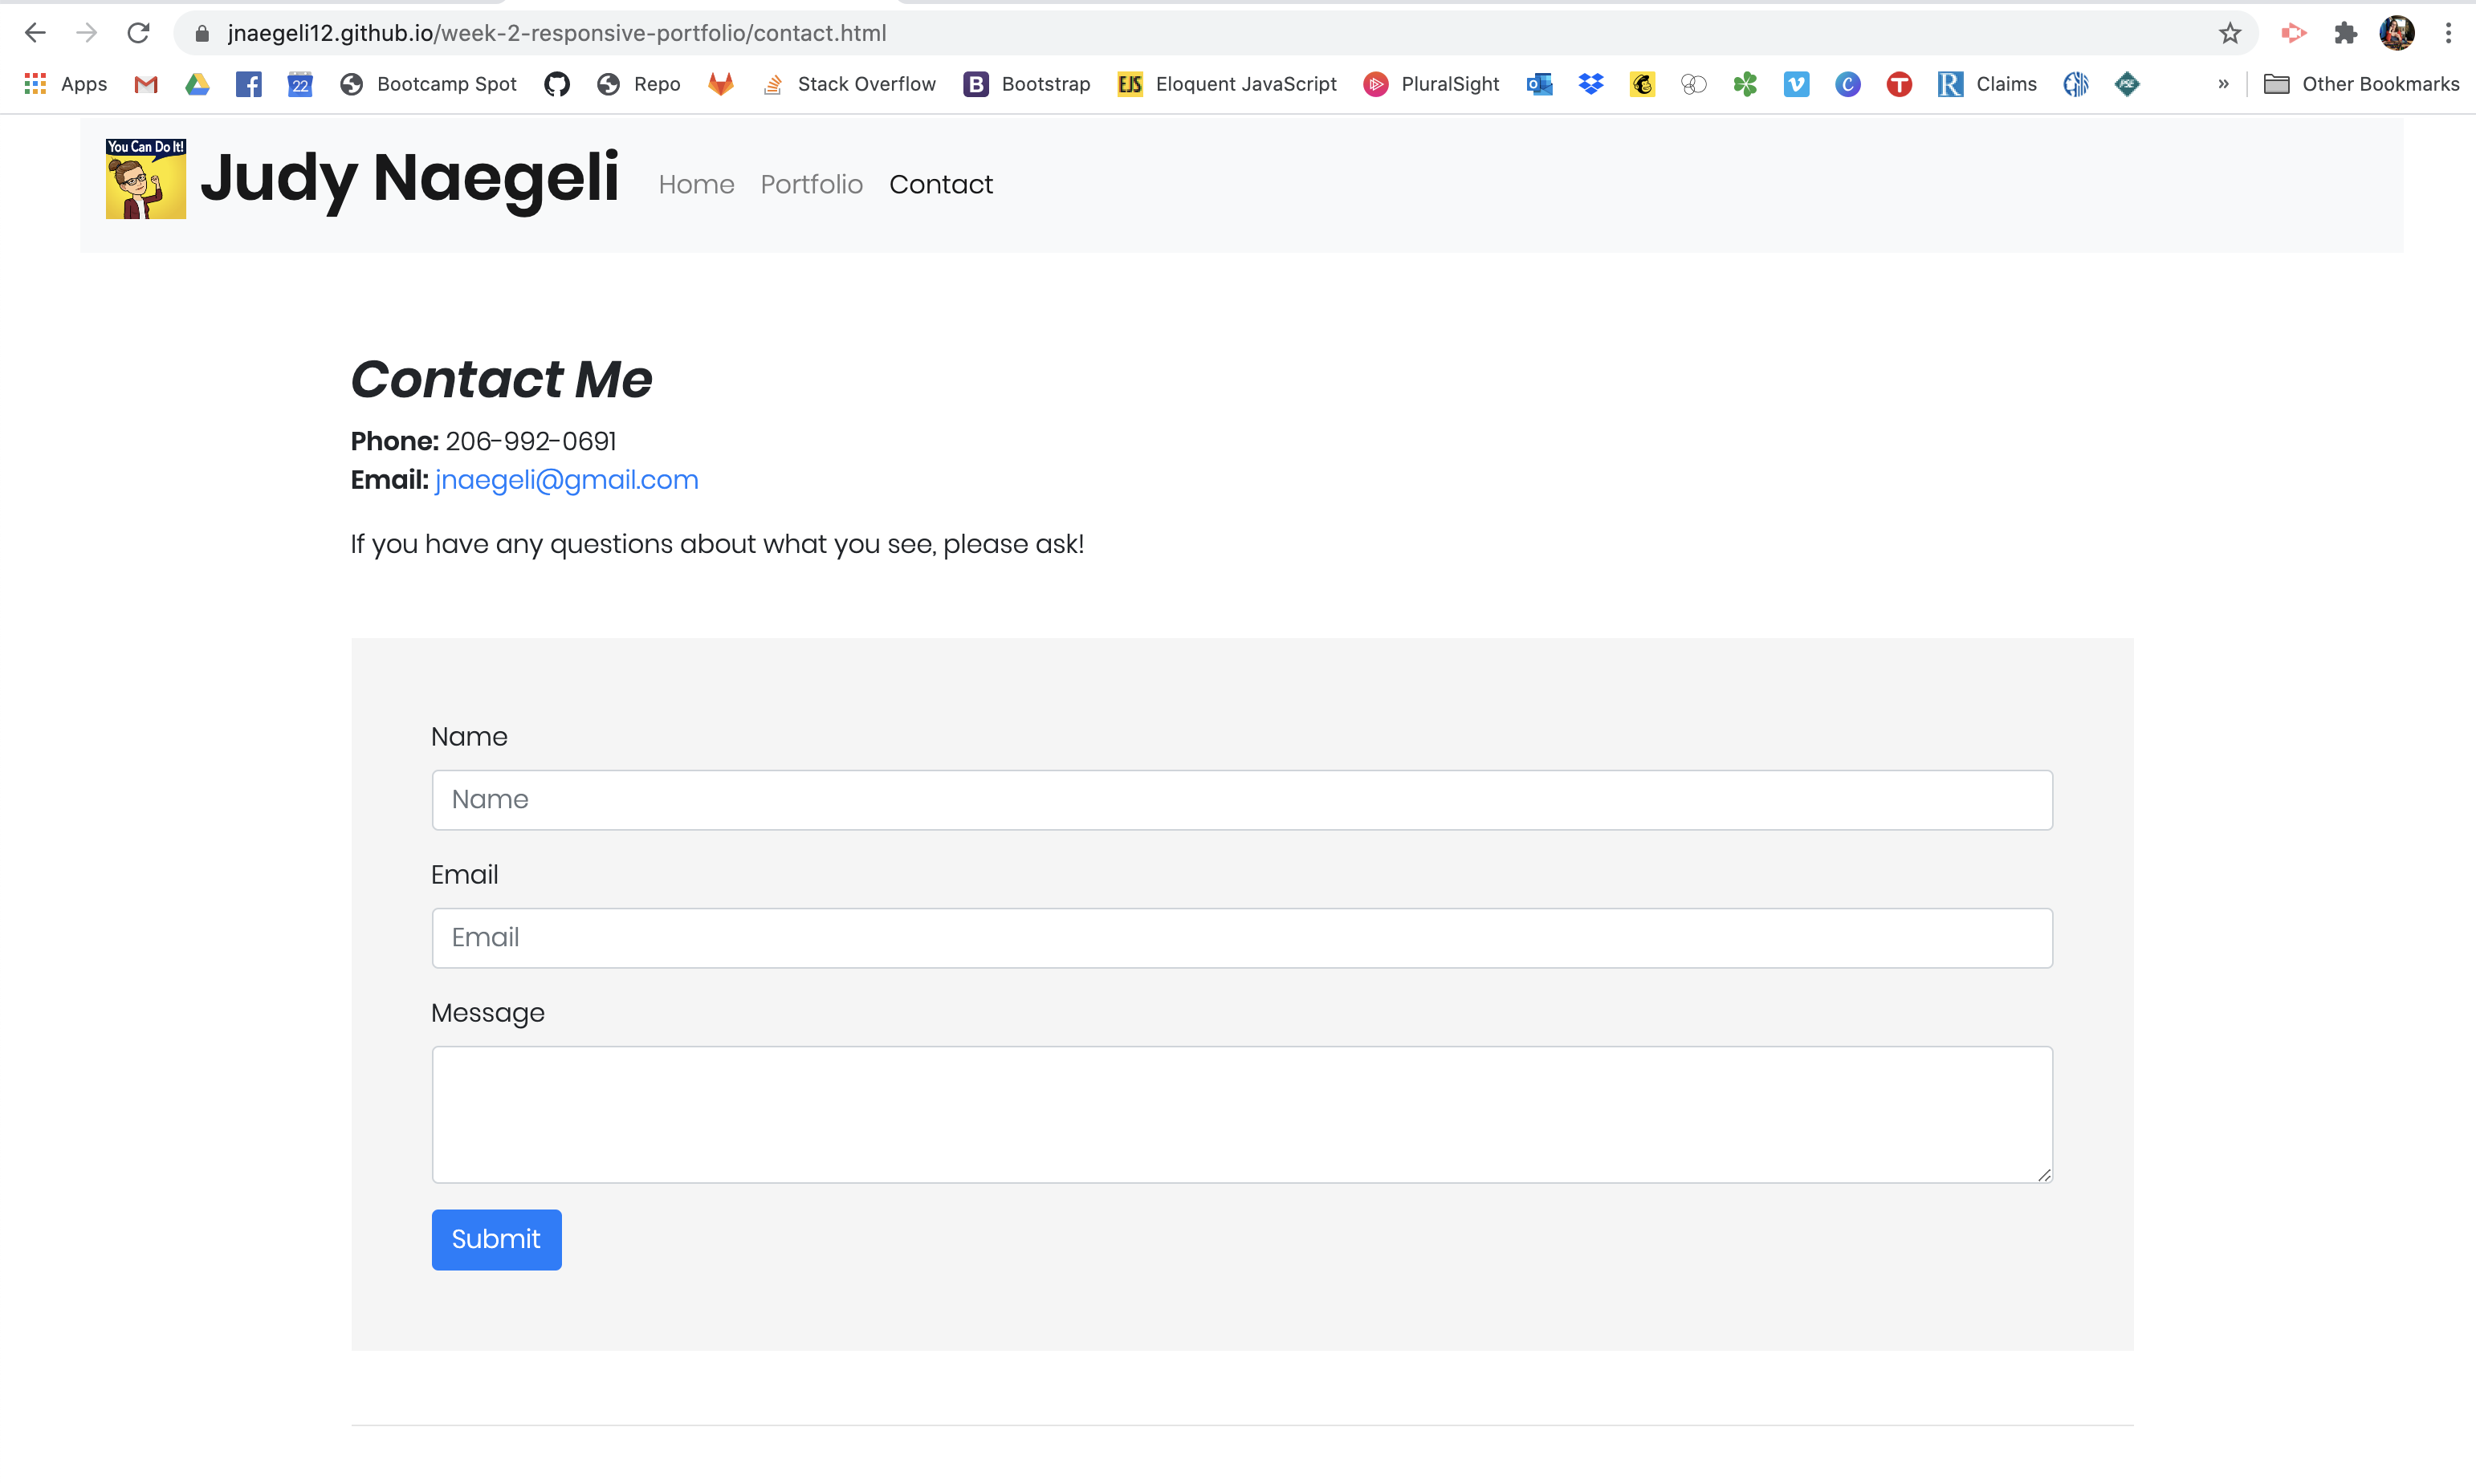 jnaegeli12.github.io/week-2-responsive-portfolio/contact.html
Apps 22 Bootcamp Spot Repo Stack Overflow B Bootstrap EJS Eloquent JavaScript PluralSight T R Claims » Other Bookmarks
You Can Do It!
Judy Naegeli Home Portfolio Contact
Contact Me
Phone: 206-992-0691
Email: jnaegeli@gmail.com
If you have any questions about what you see, please ask!
Name
Name
Email
Email
Message
Submit